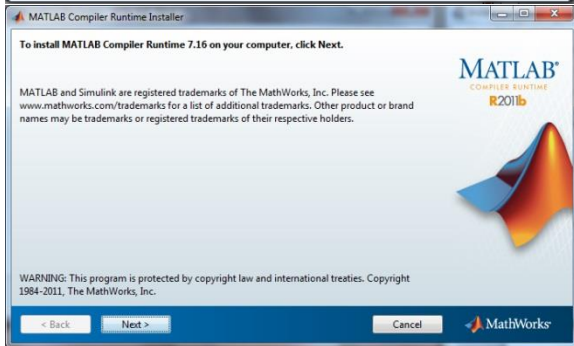 MATLAB Compiler Runtime Installer
To install MATLAB Compiler Runtime 7.16 on your computer, click Next.
MATLAB and Simulink are registered trademarks of The MathWorks, Inc. Please see
www.mathworks.com/trademarks for a list of additional trademarks. Other product or brand
names may be trademarks or registered trademarks of their respective holders.
MATLAB®
COMPILER RUNTIME
R2011b
WARNING: This program is protected by copyright law and international treaties. Copyright
1984-2011, The MathWorks, Inc.
< Back
Next >
Cancel
MathWorks®